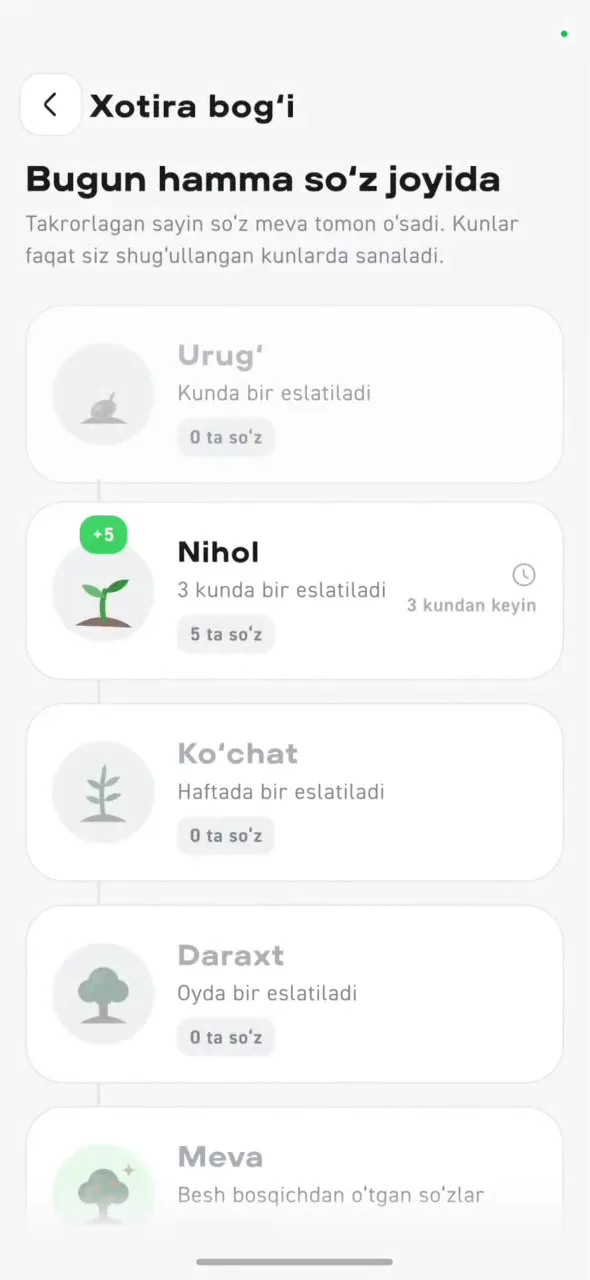 Xotira bogʻi
Bugun hamma soʻz joyida
Takrorlagan sayin soʻz meva tomon oʻsadi. Kunlar
faqat siz shugʻullangan kunlarda sanaladi.
Urugʻ
Kunda bir eslatiladi
0 ta soʻz
+5
Nihol
3 kunda bir eslatiladi
3 kundan keyin
5 ta soʻz
Koʻchat
Haftada bir eslatiladi
0 ta soʻz
Daraxt
Oyda bir eslatiladi
0 ta soʻz
Meva
Besh bosqichdan oʻtgan soʻzlar